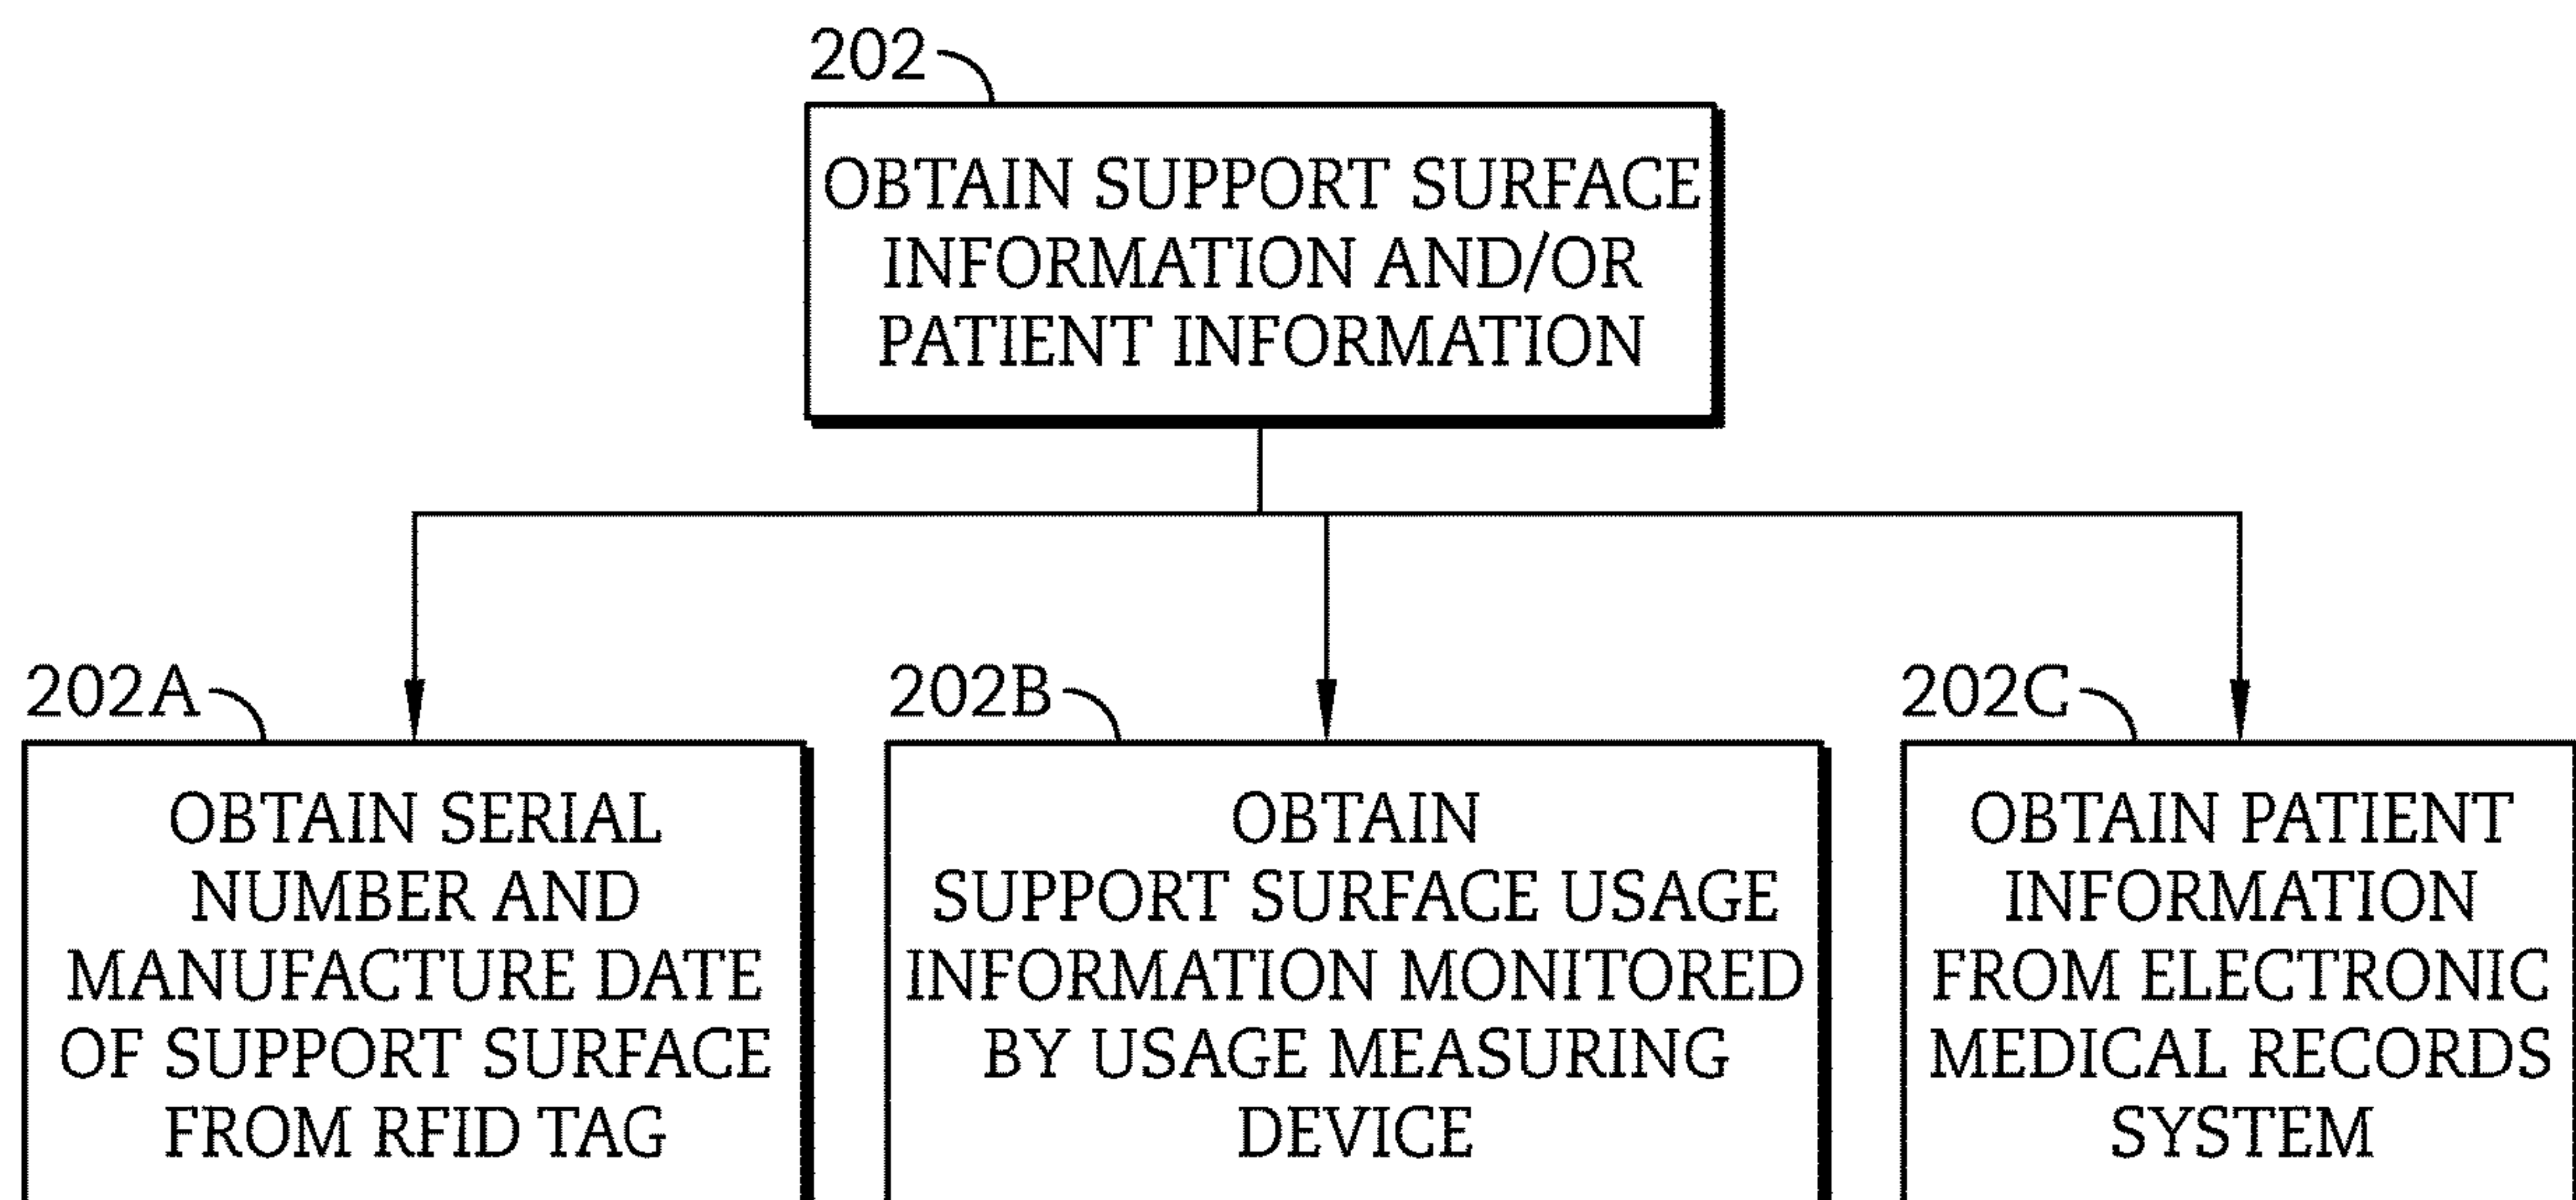 202
OBTAIN SUPPORT SURFACE
INFORMATION AND/OR
PATIENT INFORMATION
202A
OBTAIN SERIAL
NUMBER AND
MANUFACTURE DATE
OF SUPPORT SURFACE
FROM RFID TAG
202B
OBTAIN
SUPPORT SURFACE USAGE
INFORMATION MONITORED
BY USAGE MEASURING
DEVICE
202C
OBTAIN PATIENT
INFORMATION
FROM ELECTRONIC
MEDICAL RECORDS
SYSTEM